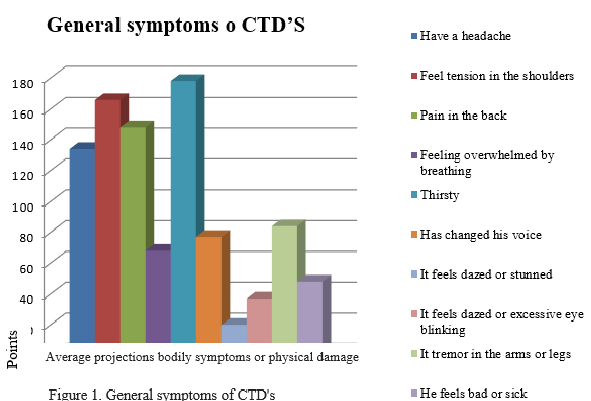 General symptoms o CTD'S
180
160
140
120
100
80
60
40
Points
Average projections bodily symptoms or physical damage
Have a headache
Feel tension in the shoulders
Pain in the back
Feeling overwhelmed by
breathing
Thirsty
Has changed his voice
It feels dazed or stunned
It feels dazed or excessive eye
blinking
It tremor in the arms or legs
He feels bad or sick
Figure 1. General symptoms of CTD's